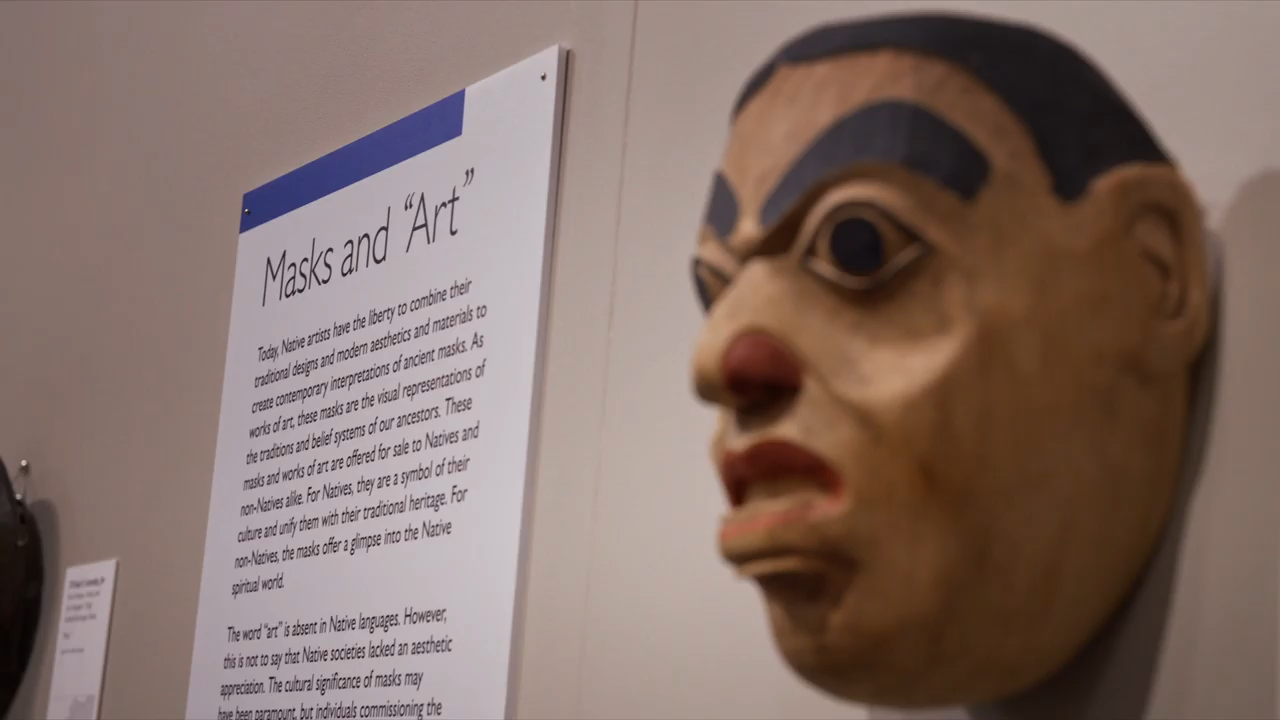 Masks and “Art”
Today, Native artists have the liberty to combine their
traditional designs and modern aesthetics and materials to
create contemporary interpretations of ancient masks. As
works of art, these masks are the visual representations of
the traditions and belief systems of our ancestors. These
masks and works of art are offered for sale to Natives and
non-Natives alike. For Natives, they are a symbol of their
culture and unify them with their traditional heritage. For
non-Natives, the masks offer a glimpse into the Native
spiritual world.
The word “art” is absent in Native languages. However,
this is not to say that Native societies lacked an aesthetic
appreciation. The cultural significance of masks may
have been paramount, but individuals commissioning the